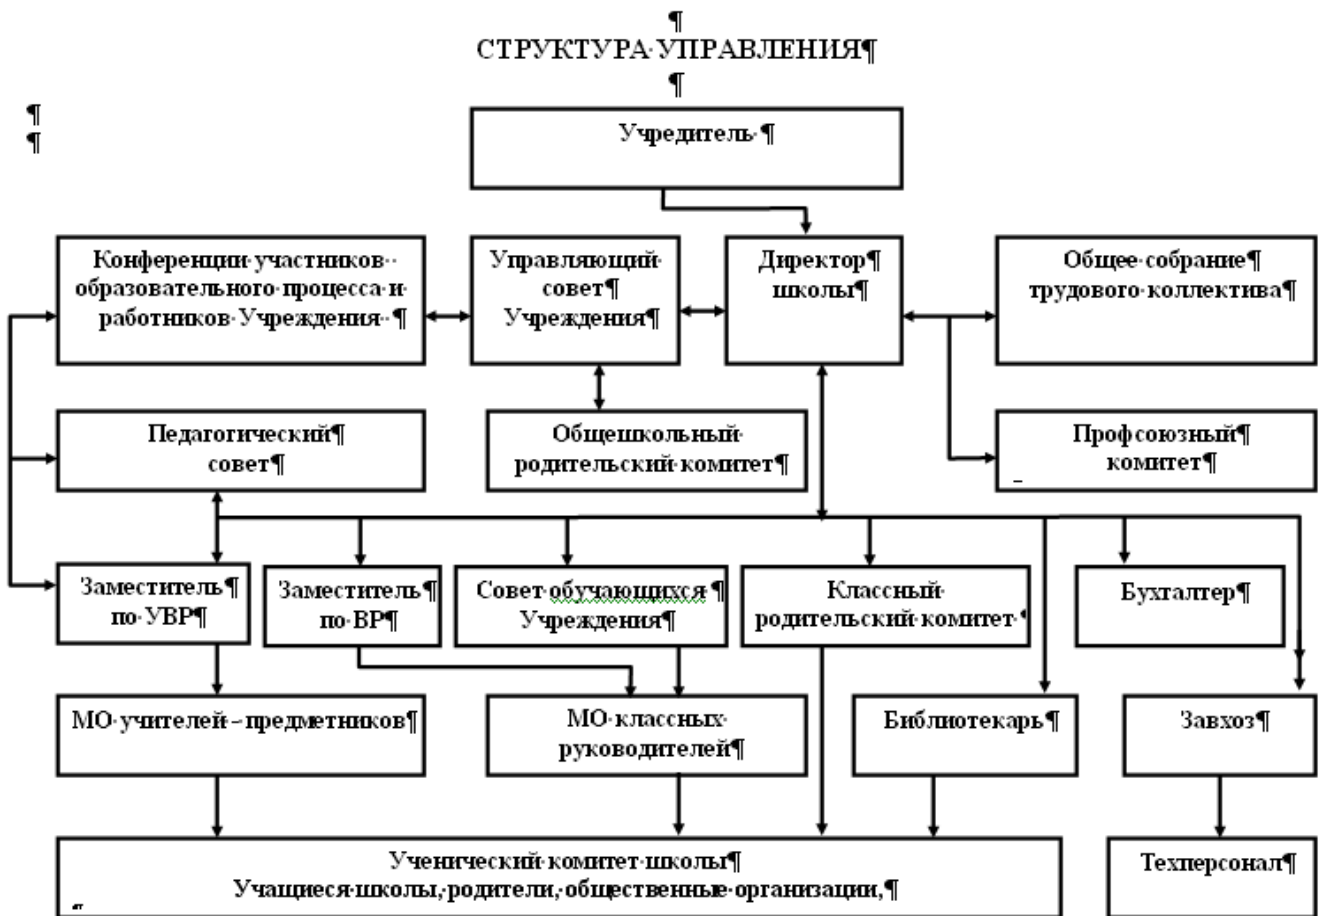 СТРУКТУРА УПРАВЛЕНИЯ¶
Учредитель ¶
Конференции участников
образовательного процесса и
работников Учреждения ¶
Управляющий
совет¶
Учреждения¶
Директор¶
школы¶
Общее собрание¶
трудового коллектива¶
Педагогический¶
совет¶
Общешкольный
родительский комитет¶
Профсоюзный¶
комитет¶
Заместитель¶
по УВР¶
Заместитель¶
по ВР¶
Совет обучающихся ¶
Учреждения¶
Классный
родительский комитет
Бухгалтер¶
МО учителей – предметников¶
МО классных
руководителей¶
Библиотекарь¶
Завхоз¶
Ученический комитет школы¶
Учащиеся школы, родители, общественные организации,¶
Техперсонал¶